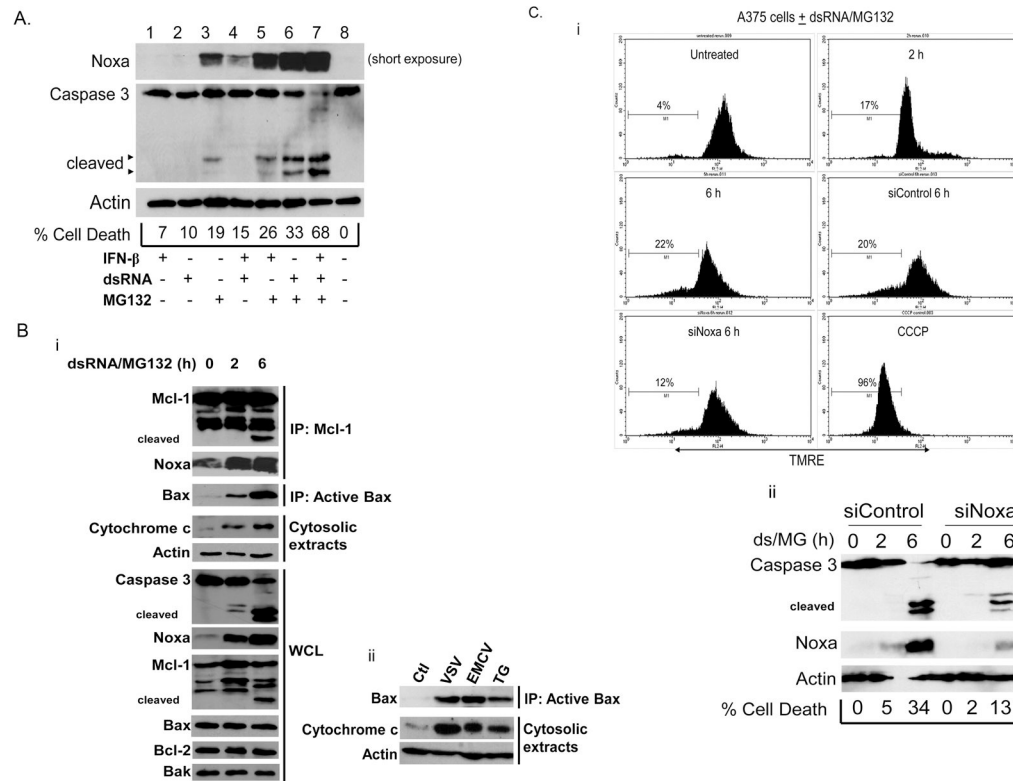 A.
1 2 3 4 5 6 7 8
Noxa
(short exposure)
Caspase 3
cleaved
Actin
% Cell Death 7 10 19 15 26 33 68 0
IFN-β + - - + + - + -
dsRNA - + - + - + + -
MG132 - - + - + + + -
B
i
dsRNA/MG132 (h) 0 2 6
Mcl-1
cleaved
IP: Mcl-1
Noxa
Bax
IP: Active Bax
Cytochrome c
Cytosolic
extracts
Actin
Caspase 3
cleaved
Noxa
WCL
Mcl-1
cleaved
Bax
Bcl-2
Bak
ii
Ctl VSV EMCV TG
Bax
IP: Active Bax
Cytochrome c
Cytosolic
extracts
Actin
C.
i
A375 cells ± dsRNA/MG132
Untreated
4%
M1
2 h
17%
M1
6 h
22%
M1
siControl 6 h
20%
M1
siNoxa 6 h
12%
M1
CCCP
96%
M1
TMRE
ii
siControl siNoxa
ds/MG (h) 0 2 6 0 2 6
Caspase 3
cleaved
Noxa
Actin
% Cell Death 0 5 34 0 2 13